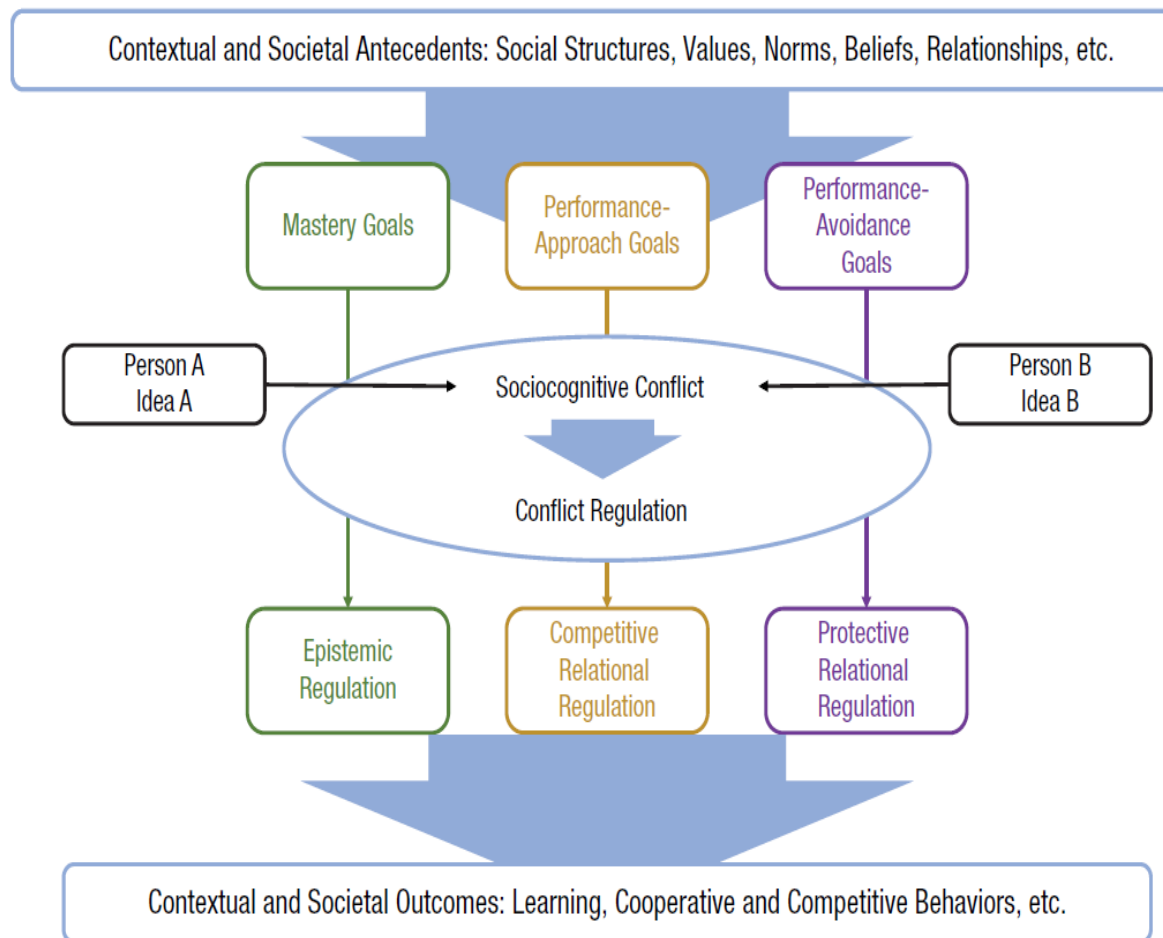 Contextual and Societal Antecedents: Social Structures, Values, Norms, Beliefs, Relationships, etc.
Mastery Goals
Performance-
Approach Goals
Performance-
Avoidance
Goals
Person A
Idea A
Sociocognitive Conflict
Person B
Idea B
Conflict Regulation
Epistemic
Regulation
Competitive
Relational
Regulation
Protective
Relational
Regulation
Contextual and Societal Outcomes: Learning, Cooperative and Competitive Behaviors, etc.